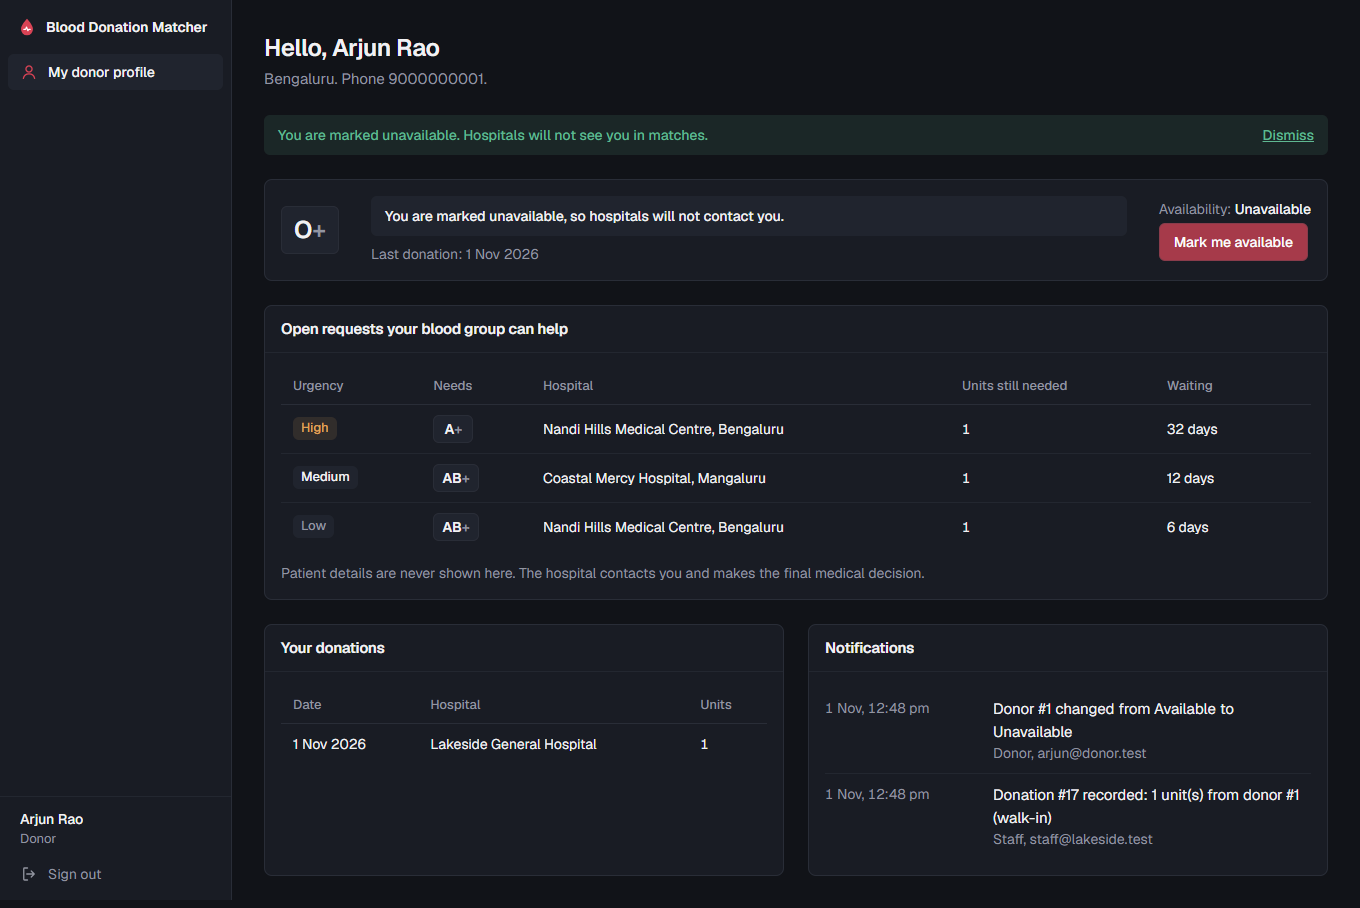 Blood Donation Matcher
My donor profile
Hello, Arjun Rao
Bengaluru. Phone 9000000001.
You are marked unavailable. Hospitals will not see you in matches.
Dismiss
O+
You are marked unavailable, so hospitals will not contact you.
Last donation: 1 Nov 2026
Availability: Unavailable
Mark me available
Open requests your blood group can help
Urgency Needs Hospital Units still needed Waiting
High A+ Nandi Hills Medical Centre, Bengaluru 1 32 days
Medium AB+ Coastal Mercy Hospital, Mangaluru 1 12 days
Low AB+ Nandi Hills Medical Centre, Bengaluru 1 6 days
Patient details are never shown here. The hospital contacts you and makes the final medical decision.
Your donations
Date Hospital Units
1 Nov 2026 Lakeside General Hospital 1
Notifications
1 Nov, 12:48 pm Donor #1 changed from Available to
Unavailable
Donor, arjun@donor.test
1 Nov, 12:48 pm Donation #17 recorded: 1 unit(s) from donor #1
(walk-in)
Staff, staff@lakeside.test
Arjun Rao
Donor
Sign out